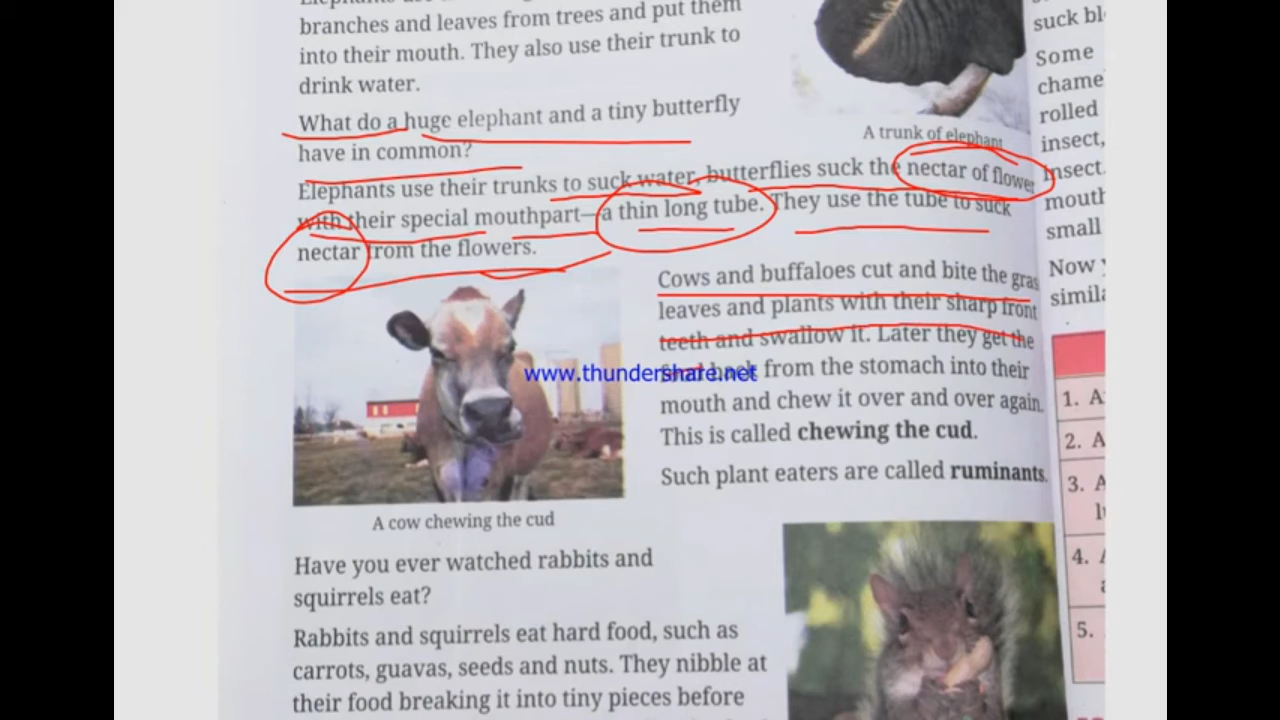 branches and leaves from trees and put them
into their mouth. They also use their trunk to
drink water.
What do a huge elephant and a tiny butterfly
have in common?
A trunk of elephant
Elephants use their trunks to suck water, butterflies suck the nectar of flower
with their special mouthpart—a thin long tube. They use the tube to suck
nectar from the flowers.
Cows and buffaloes cut and bite the gras
leaves and plants with their sharp front
teeth and swallow it. Later they get the
food back from the stomach into their
mouth and chew it over and over again.
This is called chewing the cud.
Such plant eaters are called ruminants.
www.thundershare.net
A cow chewing the cud
Have you ever watched rabbits and
squirrels eat?
Rabbits and squirrels eat hard food, such as
carrots, guavas, seeds and nuts. They nibble at
their food breaking it into tiny pieces before
suck bl
Some
chame
rolled
insect,
insect.
mouth
small
Now
simila
1. A
2. A
3. A
4.
5.